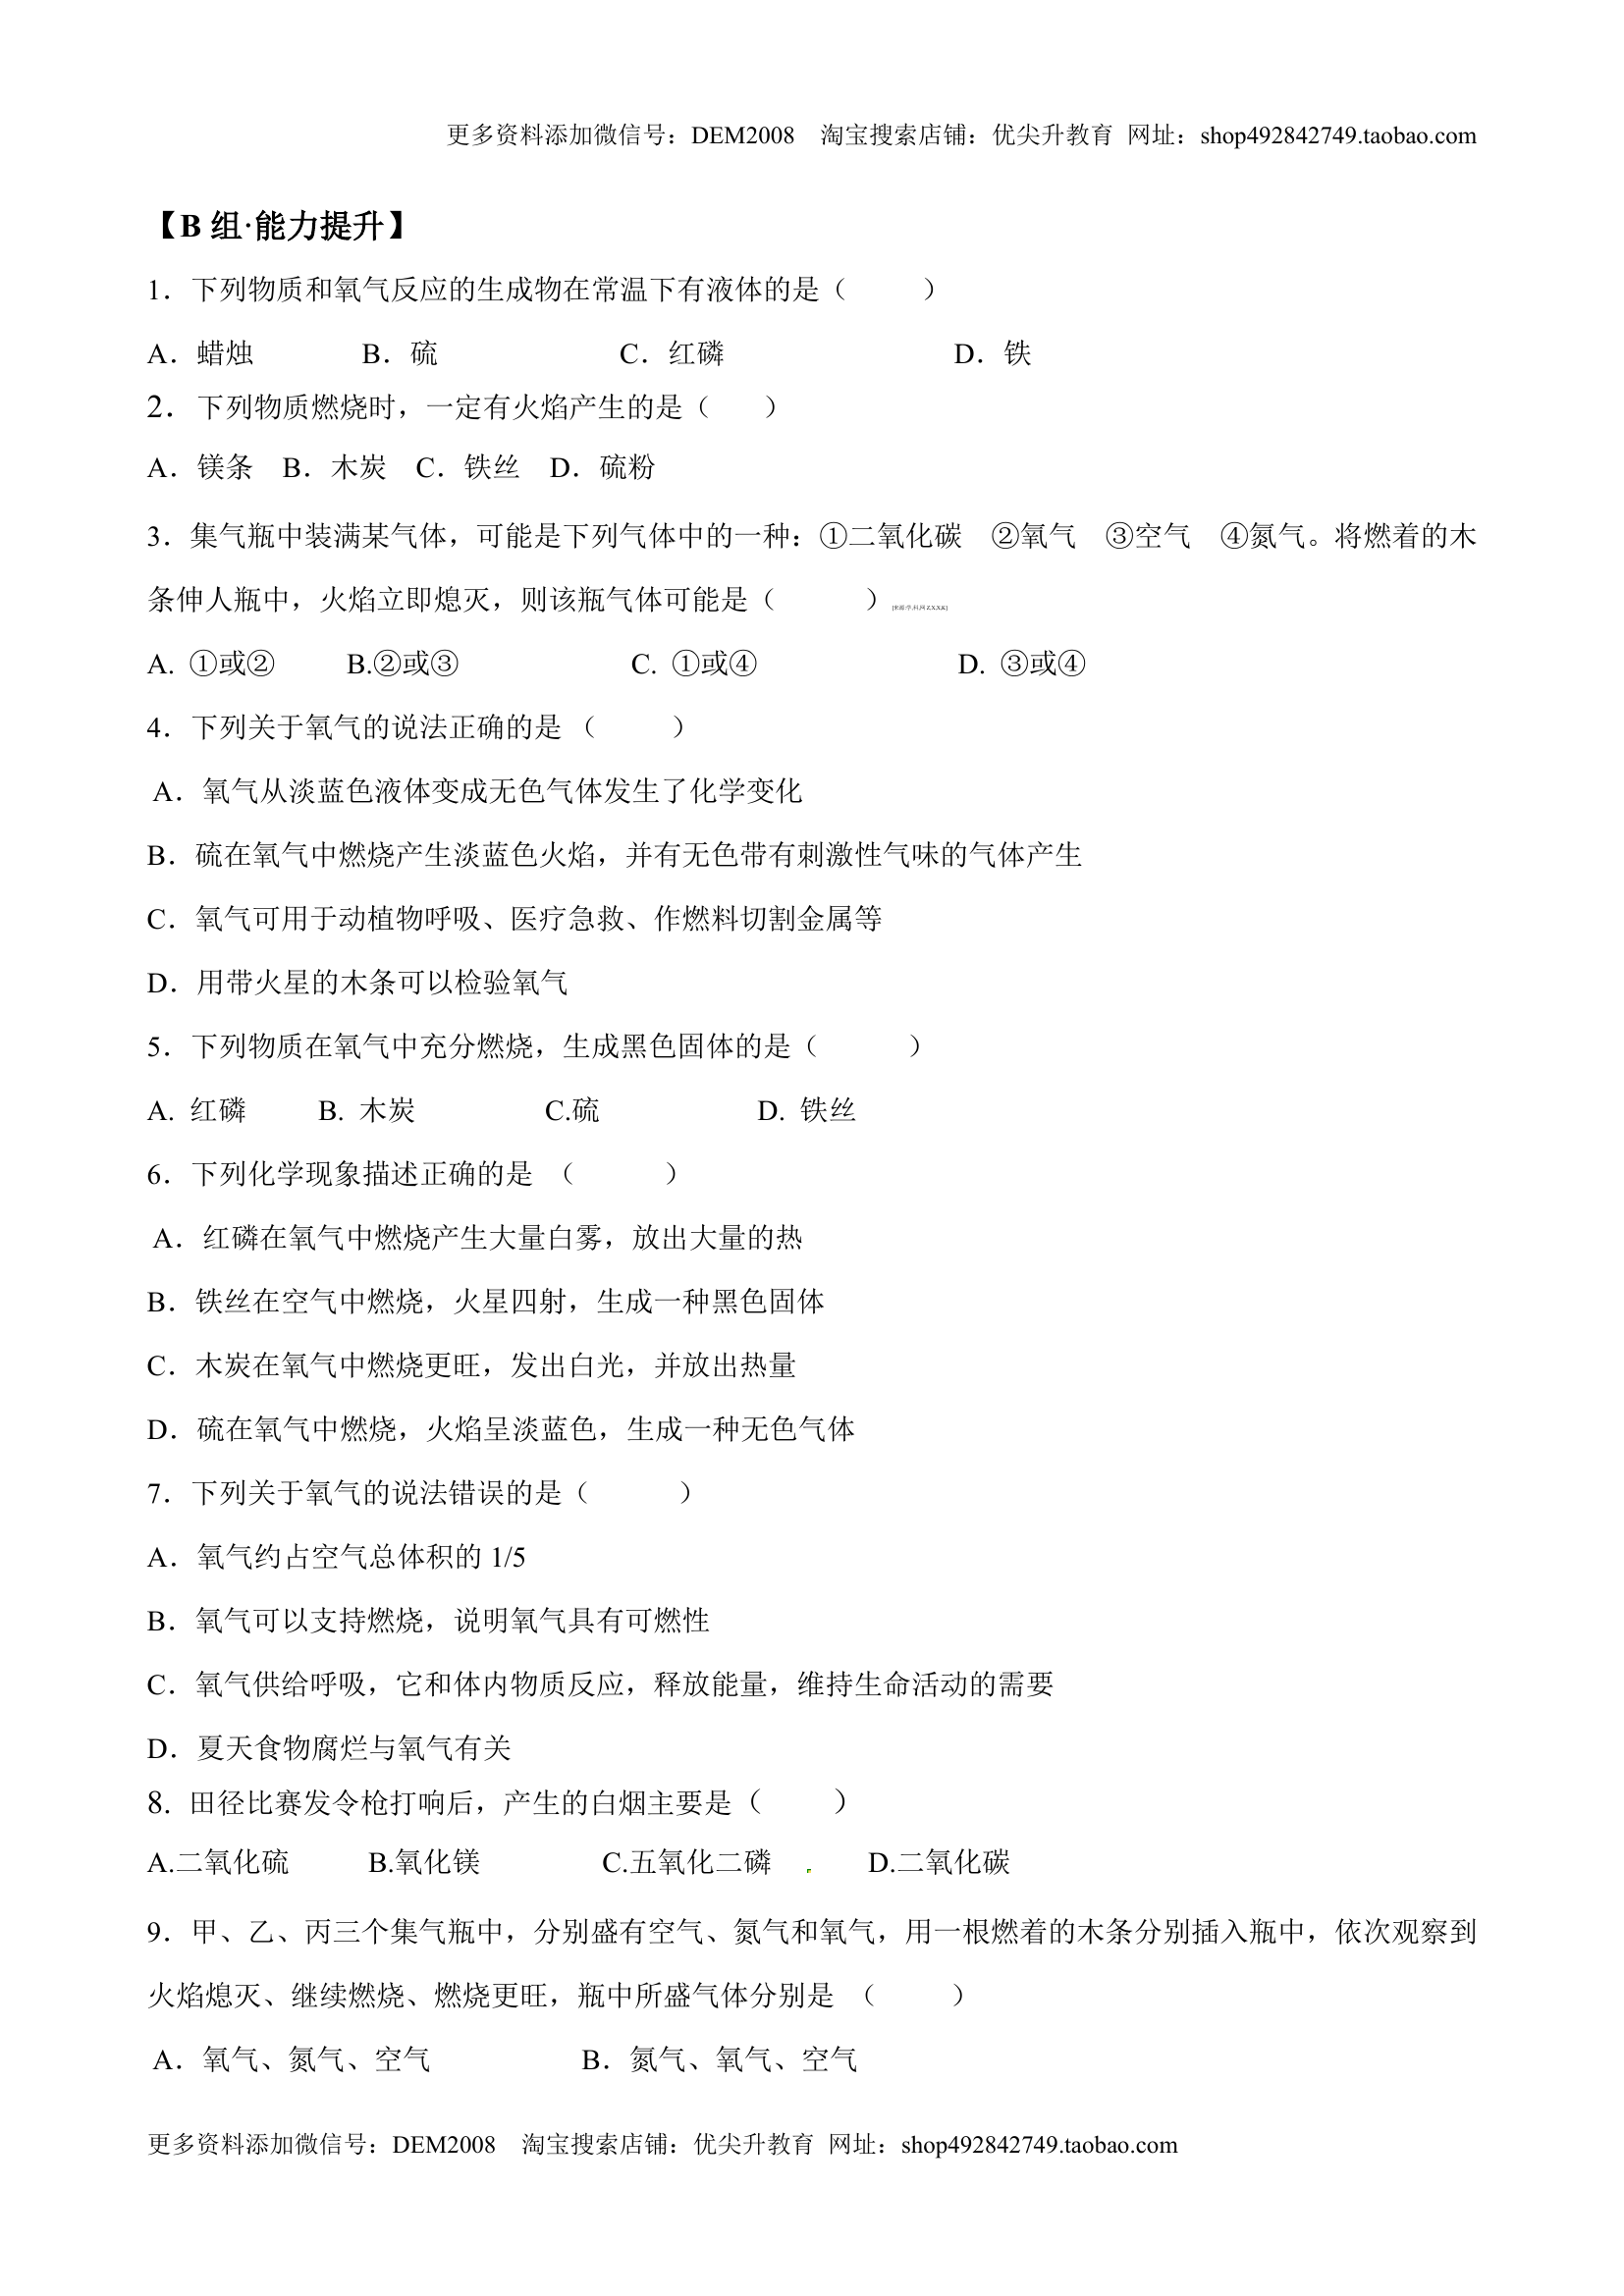 更多资料添加微信号：DEM2008 淘宝搜索店铺：优尖升教育 网址：shop492842749.taobao.com
【B 组·能力提升】
1．下列物质和氧气反应的生成物在常温下有液体的是（ ）
A．蜡烛 B．硫 C．红磷 D．铁
2．下列物质燃烧时，一定有火焰产生的是（ ）
A．镁条 B．木炭 C．铁丝 D．硫粉
3．集气瓶中装满某气体，可能是下列气体中的一种：①二氧化碳 ②氧气 ③空气 ④氮气。将燃着的木
条伸人瓶中，火焰立即熄灭，则该瓶气体可能是（ ）
A. ①或② B.②或③ C. ①或④ D. ③或④
4．下列关于氧气的说法正确的是 （ ）
A．氧气从淡蓝色液体变成无色气体发生了化学变化
B．硫在氧气中燃烧产生淡蓝色火焰，并有无色带有刺激性气味的气体产生
C．氧气可用于动植物呼吸、医疗急救、作燃料切割金属等
D．用带火星的木条可以检验氧气
5．下列物质在氧气中充分燃烧，生成黑色固体的是（ ）
A. 红磷 B. 木炭 C.硫 D. 铁丝
6．下列化学现象描述正确的是 （ ）
A．红磷在氧气中燃烧产生大量白雾，放出大量的热
B．铁丝在空气中燃烧，火星四射，生成一种黑色固体
C．木炭在氧气中燃烧更旺，发出白光，并放出热量
D．硫在氧气中燃烧，火焰呈淡蓝色，生成一种无色气体
7．下列关于氧气的说法错误的是（ ）
A．氧气约占空气总体积的 1/5
B．氧气可以支持燃烧，说明氧气具有可燃性
C．氧气供给呼吸，它和体内物质反应，释放能量，维持生命活动的需要
D．夏天食物腐烂与氧气有关
8. 田径比赛发令枪打响后，产生的白烟主要是（ ）
A.二氧化硫 B.氧化镁 C.五氧化二磷 D.二氧化碳
9．甲、乙、丙三个集气瓶中，分别盛有空气、氮气和氧气，用一根燃着的木条分别插入瓶中，依次观察到
火焰熄灭、继续燃烧、燃烧更旺，瓶中所盛气体分别是 （ ）
A．氧气、氮气、空气 B．氮气、氧气、空气
更多资料添加微信号：DEM2008 淘宝搜索店铺：优尖升教育 网址：shop492842749.taobao.com